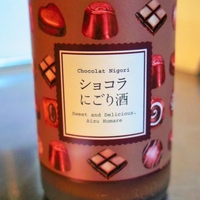 Chocolat Nigori
ショコラ
にごり酒
Sweet and Delicious.
Aizu Homare